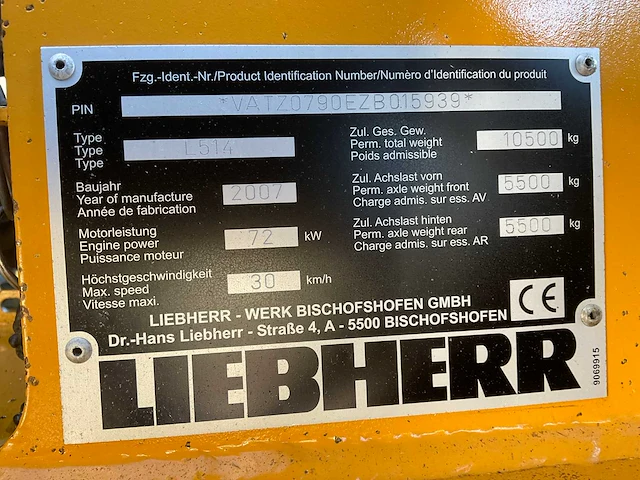 Fzg.-Ident.-Nr./Product Identification Number/Numèro d'Identification du produit
PIN *VATZ0790EZB015939*
Type
Type L514
Type
Baujahr
Year of manufacture 2007
Année de fabrication
Motorleistung
Engine power 72 kW
Puissance moteur
Höchstgeschwindigkeit
Max. speed 30 km/h
Vitesse maxi.
Zul. Ges. Gew.
Perm. total weight 10500 kg
Poids admissible
Zul. Achslast vorn
Perm. axle weight front 5500 kg
Charge admis. sur ess. AV
Zul. Achslast hinten
Perm. axle weight rear 5500 kg
Charge admis. sur ess. AR
LIEBHERR - WERK BISCHOFSHOFEN GMBH
Dr.-Hans Liebherr - Straße 4, A - 5500 BISCHOFSHOFEN
CE
LIEBHERR
9069915